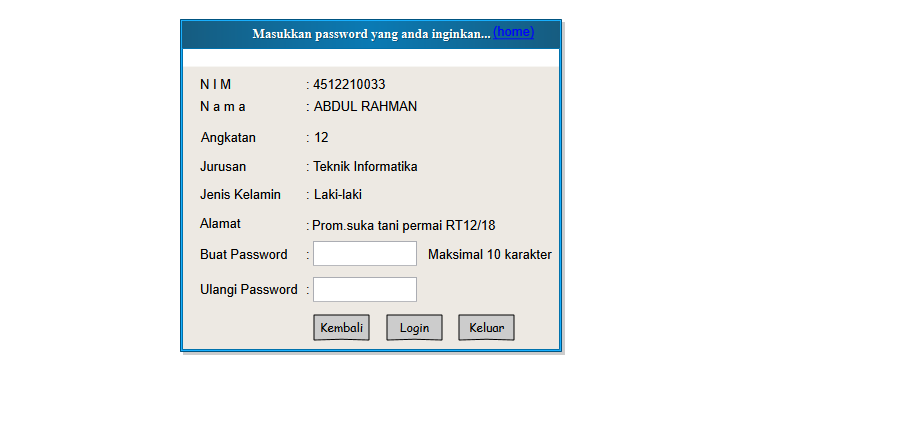 Masukkan password yang anda inginkan... (home)
N I M : 4512210033
N a m a : ABDUL RAHMAN
Angkatan : 12
Jurusan : Teknik Informatika
Jenis Kelamin : Laki-laki
Alamat : Prom.suka tani permai RT12/18
Buat Password : Maksimal 10 karakter
Ulangi Password :
Kembali Login Keluar